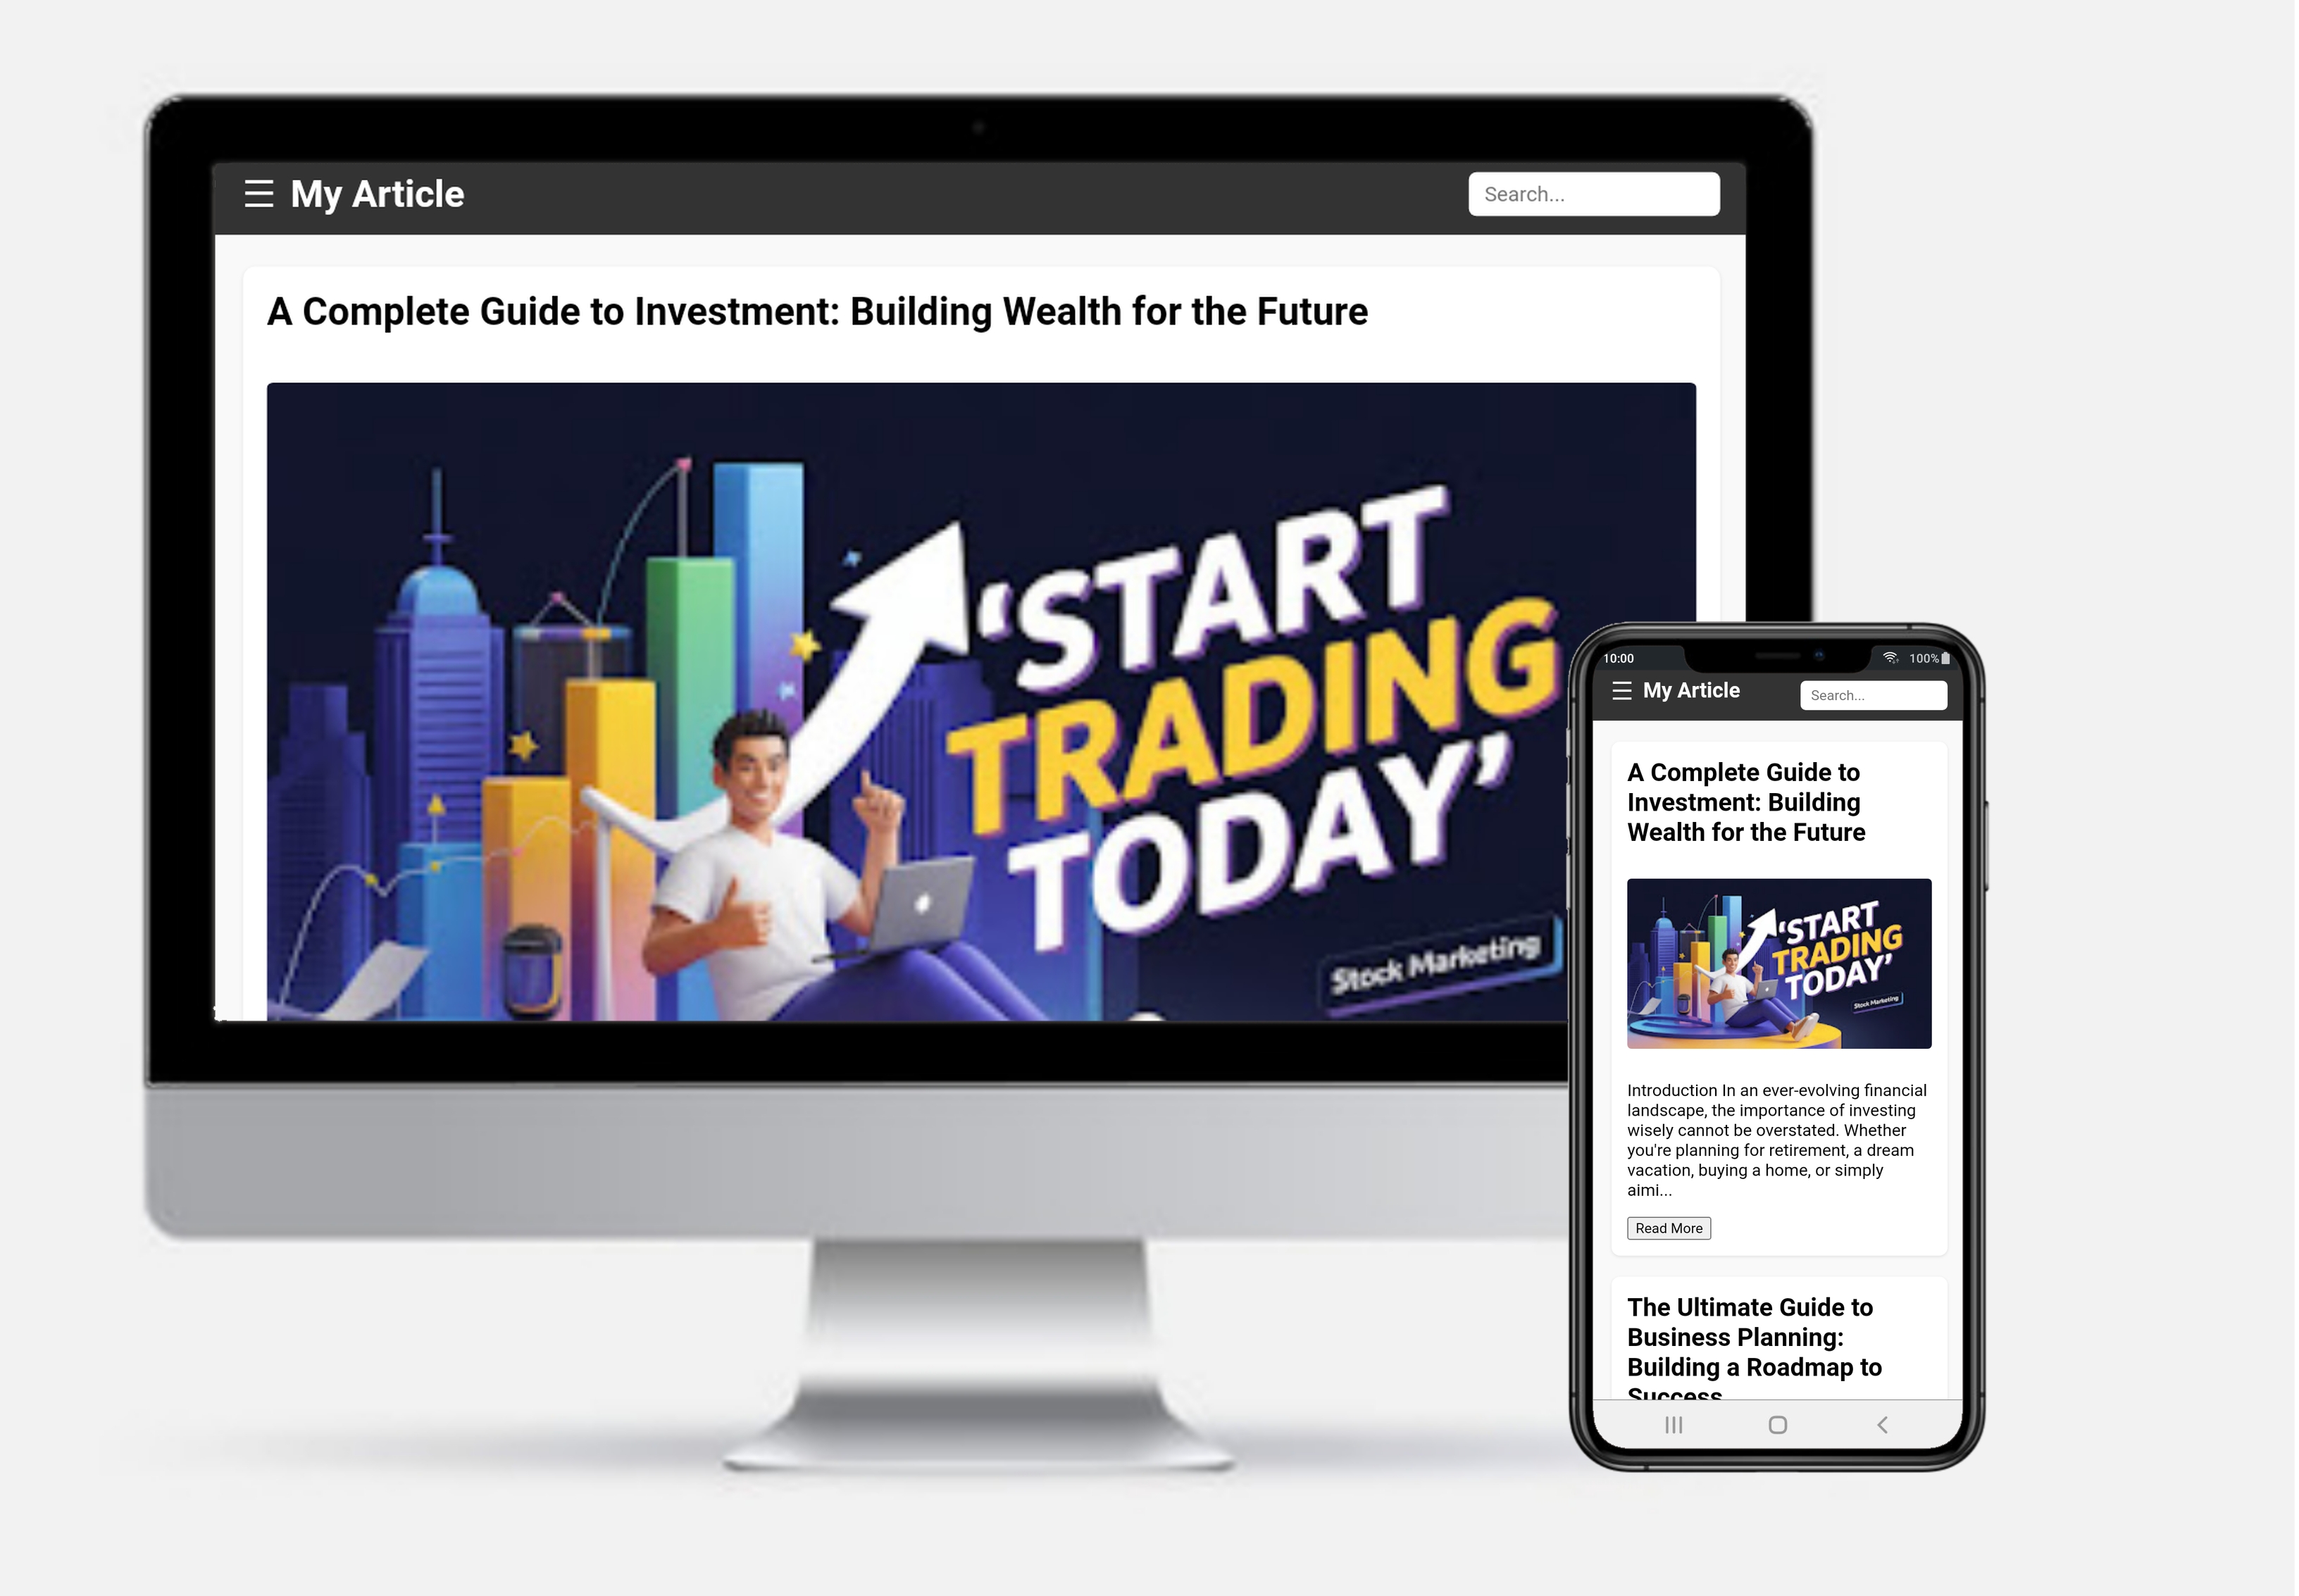 My Article
Search...
A Complete Guide to Investment: Building Wealth for the Future
‘START
TRADING
TODAY’
Stock Marketing
10:00
100%
My Article
Search...
A Complete Guide to
Investment: Building
Wealth for the Future
‘START
TRADING
TODAY’
Stock Marketing
Introduction In an ever-evolving financial
landscape, the importance of investing
wisely cannot be overstated. Whether
you're planning for retirement, a dream
vacation, buying a home, or simply
aimi...
Read More
The Ultimate Guide to
Business Planning:
Building a Roadmap to
Success